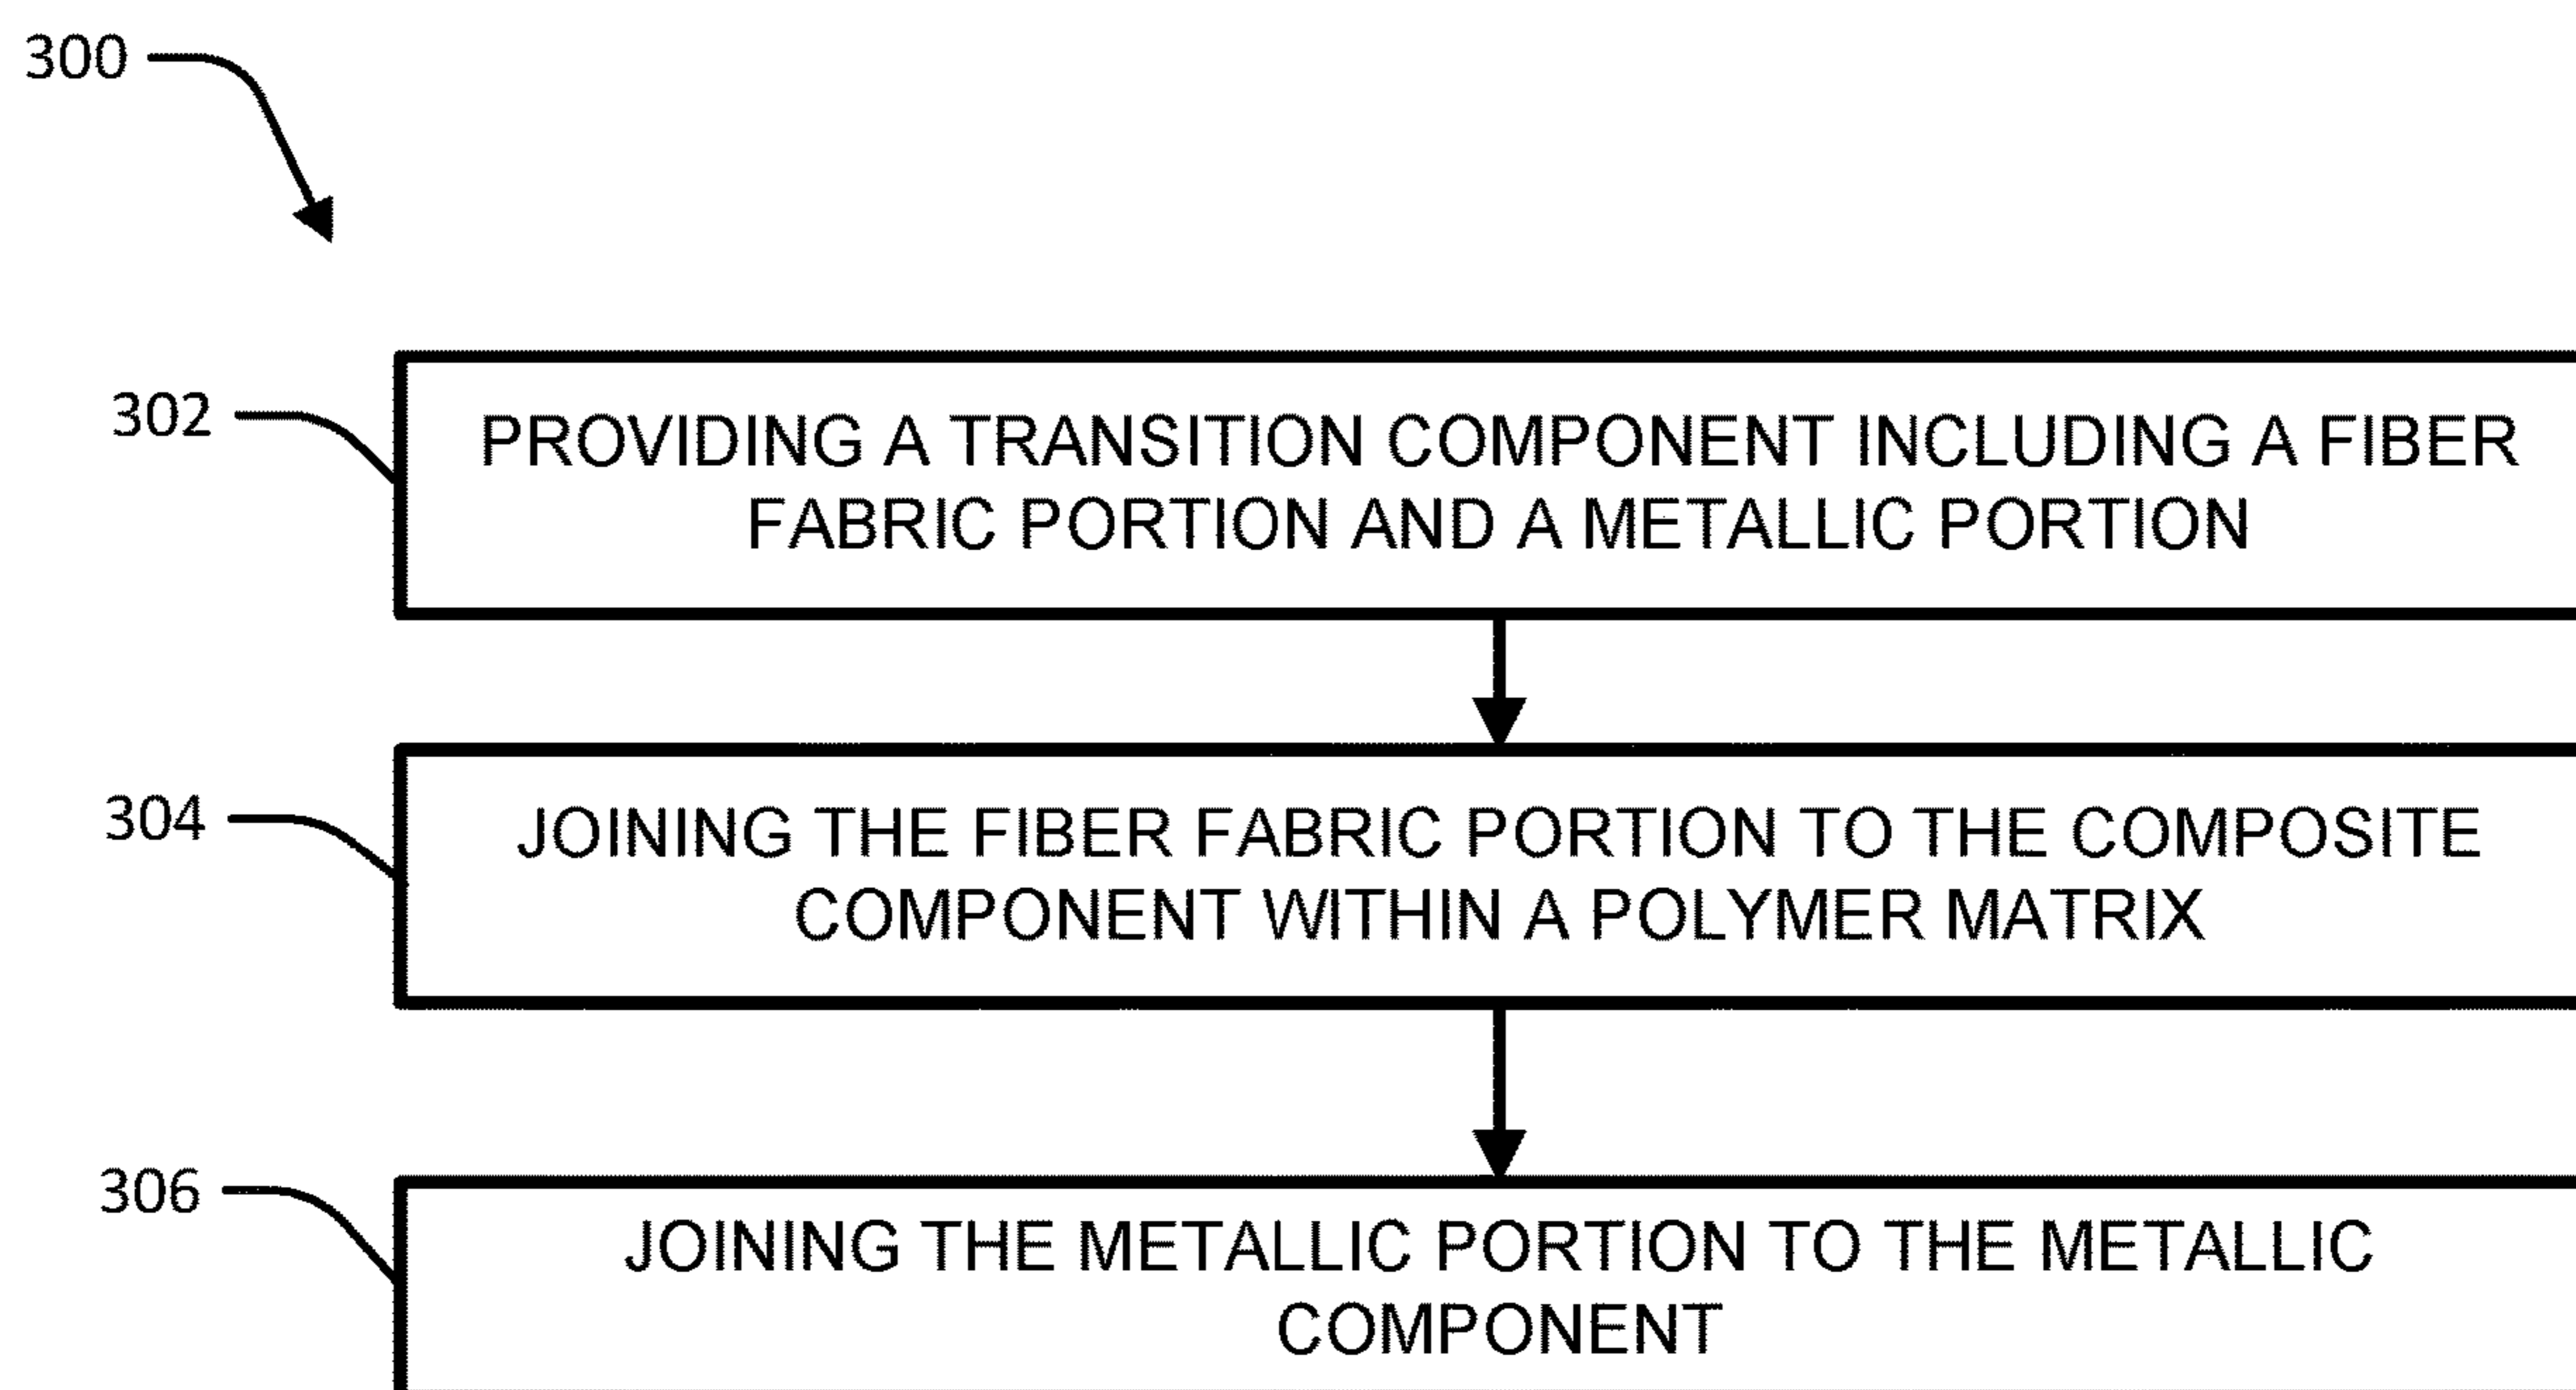 300
302
PROVIDING A TRANSITION COMPONENT INCLUDING A FIBER
FABRIC PORTION AND A METALLIC PORTION
304
JOINING THE FIBER FABRIC PORTION TO THE COMPOSITE
COMPONENT WITHIN A POLYMER MATRIX
306
JOINING THE METALLIC PORTION TO THE METALLIC
COMPONENT